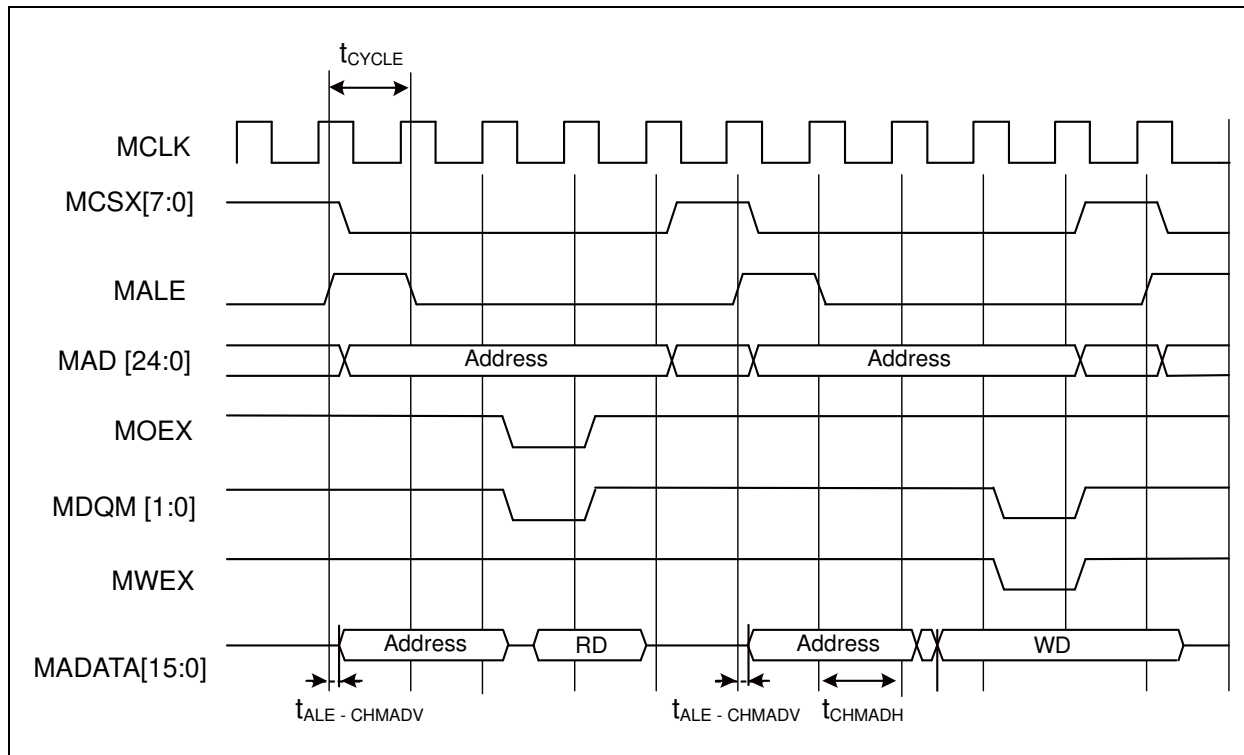 tCYCLE
MCLK
MCSX[7:0]
MALE
MAD [24:0]
Address
Address
MOEX
MDQM [1:0]
MWEX
MADATA[15:0]
Address
RD
Address
WD
tALE - CHMADV
tALE - CHMADV
tCHMADH